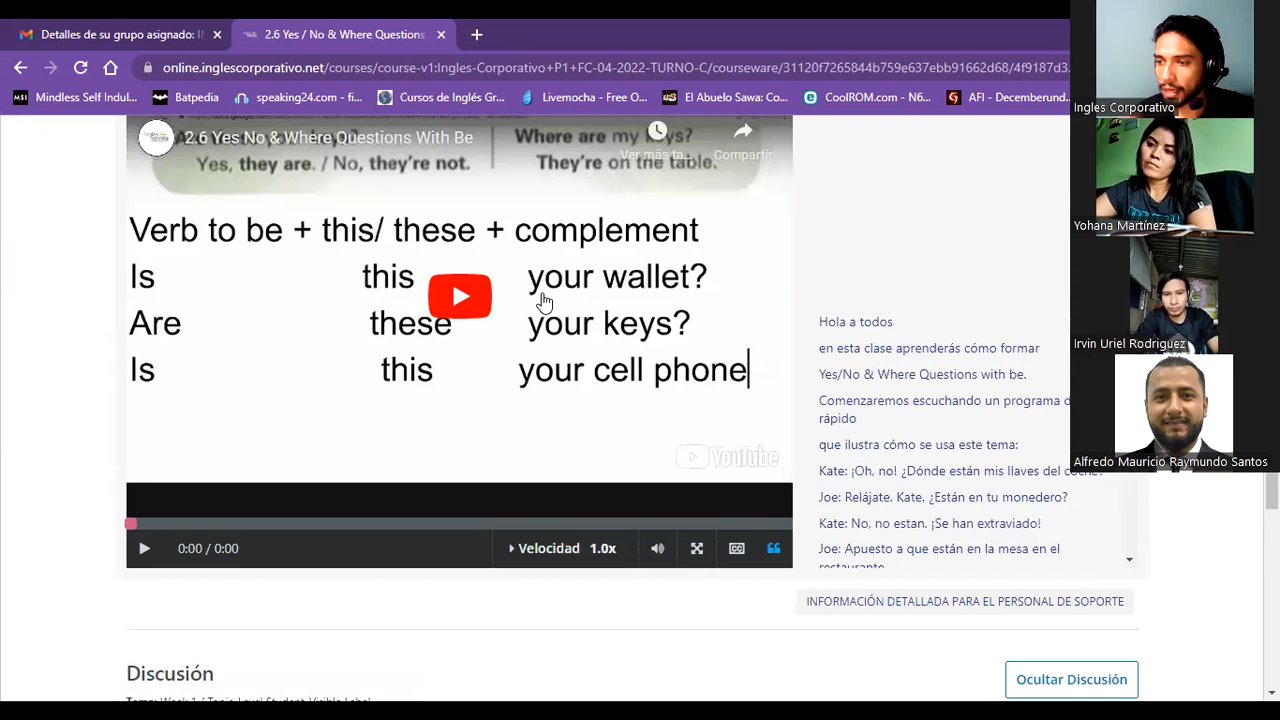 Detalles de su grupo asignado: I
2.6 Yes / No & Where Questions
online.inglescorporativo.net/courses/course-v1:Ingles-Corporativo+P1+FC-04-2022-TURNO-C/courseware/31120f7265844b759e637ebb91662d68/4f9187d3.
Mindless Self Indul...
Batpedia
speaking24.com - fi...
Cursos de Inglés Gr...
Livemocha - Free O...
El Abuelo Sawa: Co...
CoolROM.com - N6...
AFI - Decemberund...
2.6 Yes No & Where Questions With Be
Where are my keys?
Yes, they are. / No, they're not.
They're on the table.
Ver más ta...
Compartir
Verb to be + this/ these + complement
Is this your wallet?
Are these your keys?
Is this your cell phone
YouTube
0:00 / 0:00
Velocidad 1.0x
Hola a todos
en esta clase aprenderás cómo formar
Yes/No & Where Questions with be.
Comenzaremos escuchando un programa d
rápido
que ilustra cómo se usa este tema:
Kate: ¡Oh, no! ¿Dónde están mis llaves del coche?
Joe: Relájate. Kate. ¿Están en tu monedero?
Kate: No, no estan. ¡Se han extraviado!
Joe: Apuesto a que están en la mesa en el
restaurante.
INFORMACIÓN DETALLADA PARA EL PERSONAL DE SOPORTE
Discusión
Ocultar Discusión
Ingles Corporativo
Yohana Martínez
Irvin Uriel Rodriguez
Alfredo Mauricio Raymundo Santos